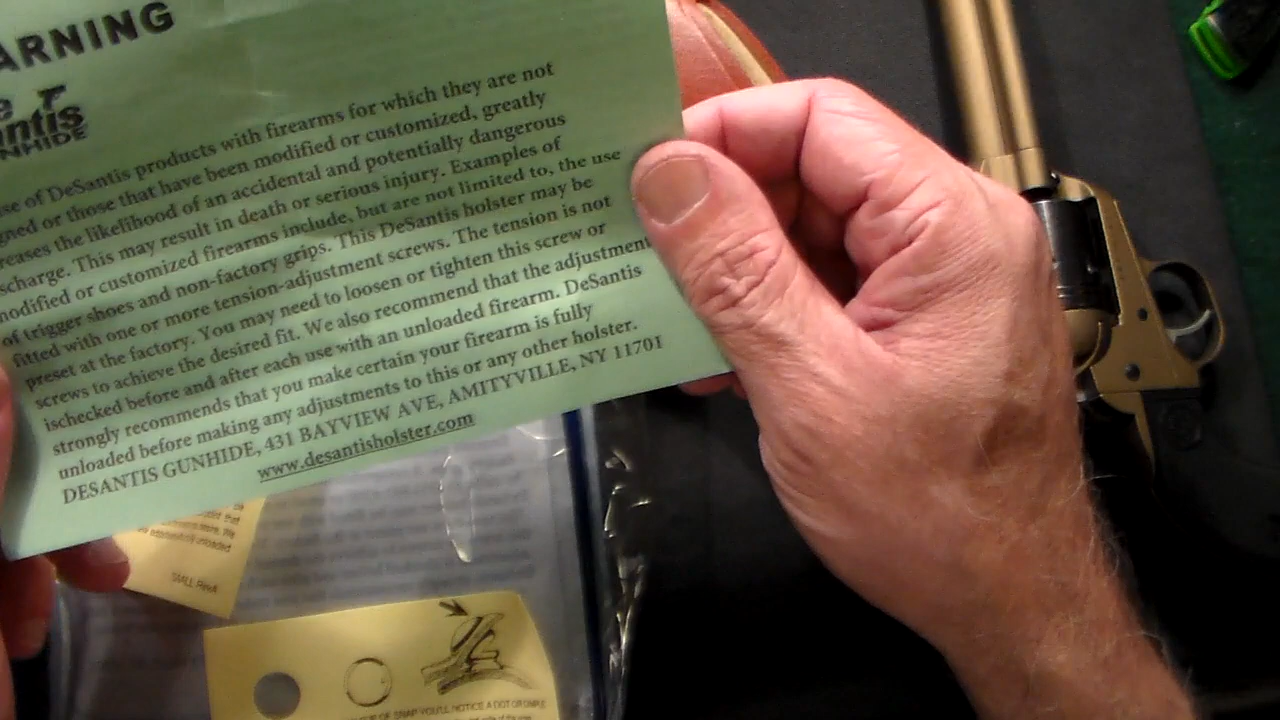 ARNING
e
antis
NHIDE
se of DeSantis products with firearms for which they are not
gned or those that have been modified or customized, greatly
reases the likelihood of an accidental and potentially dangerous
scharge. This may result in death or serious injury. Examples of
modified or customized firearms include, but are not limited to, the use
of trigger shoes and non-factory grips. This DeSantis holster may be
fitted with one or more tension-adjustment screws. The tension is not
preset at the factory. You may need to loosen or tighten this screw or
screws to achieve the desired fit. We also recommend that the adjustment
ischecked before and after each use with an unloaded firearm. DeSantis
strongly recommends that you make certain your firearm is fully
unloaded before making any adjustments to this or any other holster.
DESANTIS GUNHIDE, 431 BAYVIEW AVE, AMITYVILLE, NY 11701
www.desantisholster.com
SNAP YOU'LL NOTICE A DOT OR